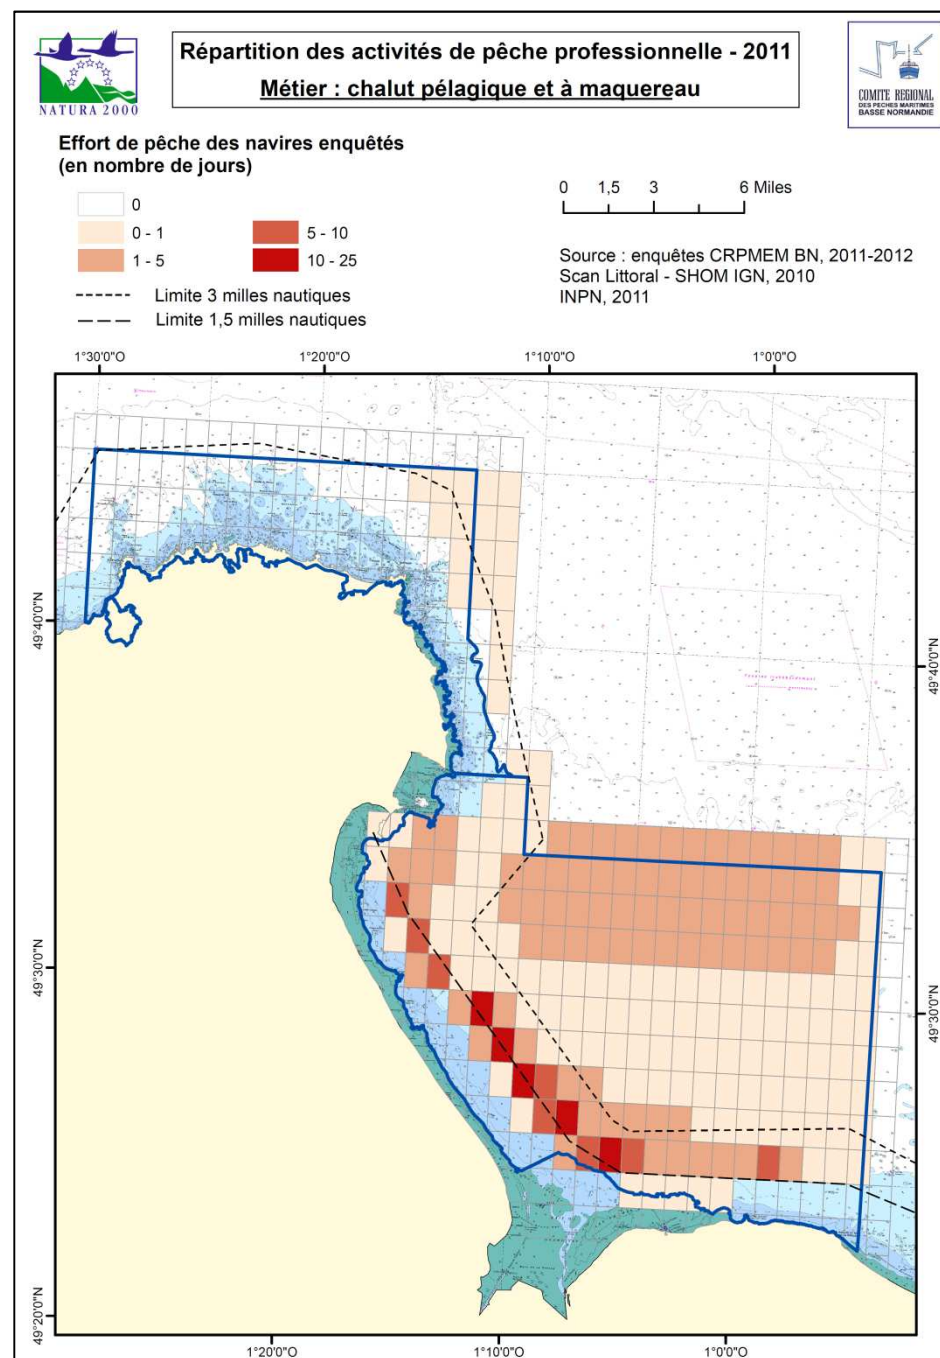 NATURA 2000
Répartition des activités de pêche professionnelle - 2011
Métier : chalut pélagique et à maquereau
COMITE REGIONAL
DES PECHES MARITIMES
BASSE NORMANDIE
Effort de pêche des navires enquêtés
(en nombre de jours)
0
0 - 1
1 - 5
5 - 10
10 - 25
Limite 3 milles nautiques
Limite 1,5 milles nautiques
0 1,5 3 6 Miles
Source : enquêtes CRPMEM BN, 2011-2012
Scan Littoral - SHOM IGN, 2010
INPN, 2011
1°30'0"O 1°20'0"O 1°10'0"O 1°0'0"O
49°40'0"N
49°40'0"N
49°30'0"N
49°30'0"N
49°20'0"N
1°20'0"O 1°10'0"O 1°0'0"O